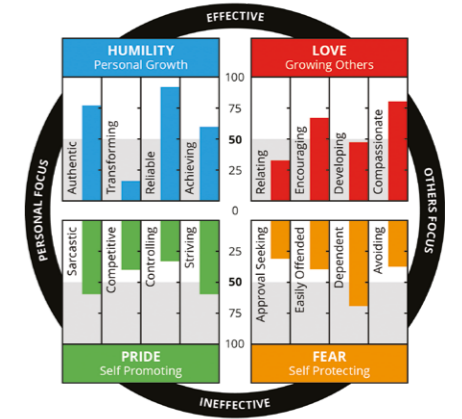 EFFECTIVE
HUMILITY
Personal Growth
LOVE
Growing Others
100
75
50
25
0
25
50
75
100
Authentic
Transforming
Reliable
Achieving
Relating
Encouraging
Developing
Compassionate
PERSONAL FOCUS
OTHERS FOCUS
Sarcastic
Competitive
Controlling
Striving
Approval Seeking
Easily Offended
Dependent
Avoiding
PRIDE
Self Promoting
FEAR
Self Protecting
INEFFECTIVE